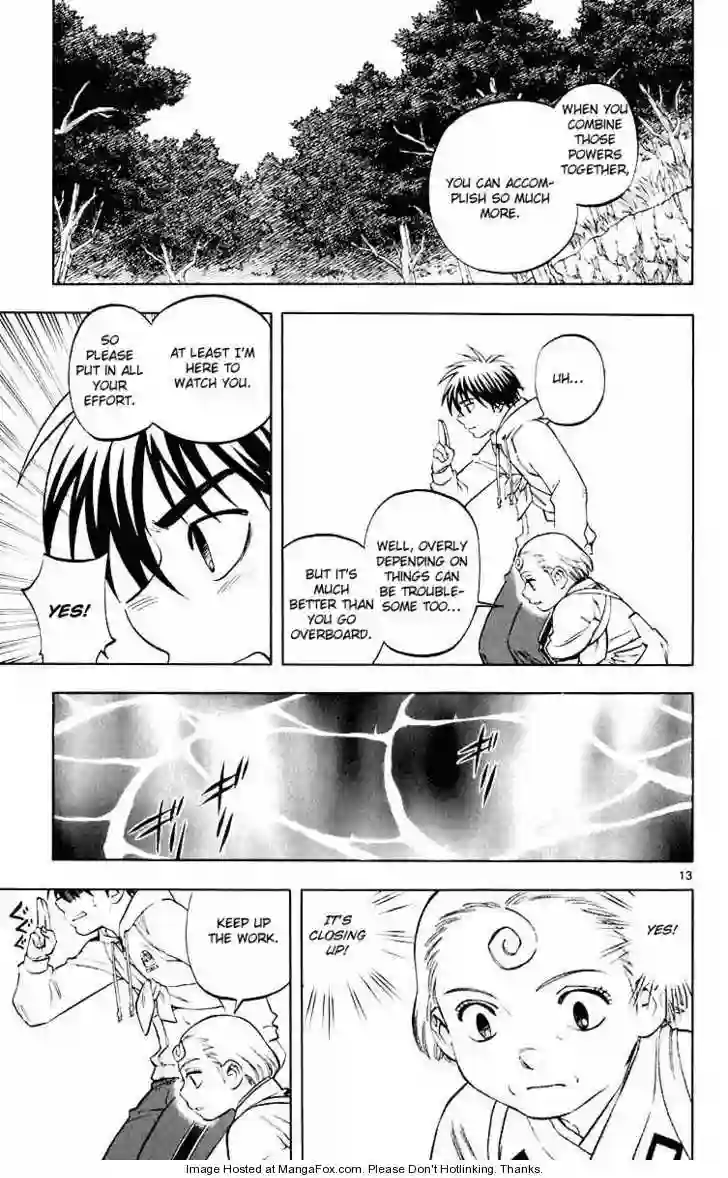 WHEN YOU
COMBINE
THOSE
POWERS
TOGETHER,
YOU CAN ACCOM-
PLISH SO MUCH
MORE.
UH...
WELL, OVERLY
DEPENDING ON
THINGS CAN
BE TROUBLE-
SOME TOO...
BUT IT'S
MUCH
BETTER THAN
YOU GO
OVERBOARD.
AT LEAST I'M
HERE TO
WATCH YOU.
SO
PLEASE
PUT IN ALL
YOUR
EFFORT.
YES!
13
YES!
IT'S
CLOSING
UP!
KEEP UP
THE WORK.
Image Hosted at MangaFox.com. Please Don't Hotlinking. Thanks.